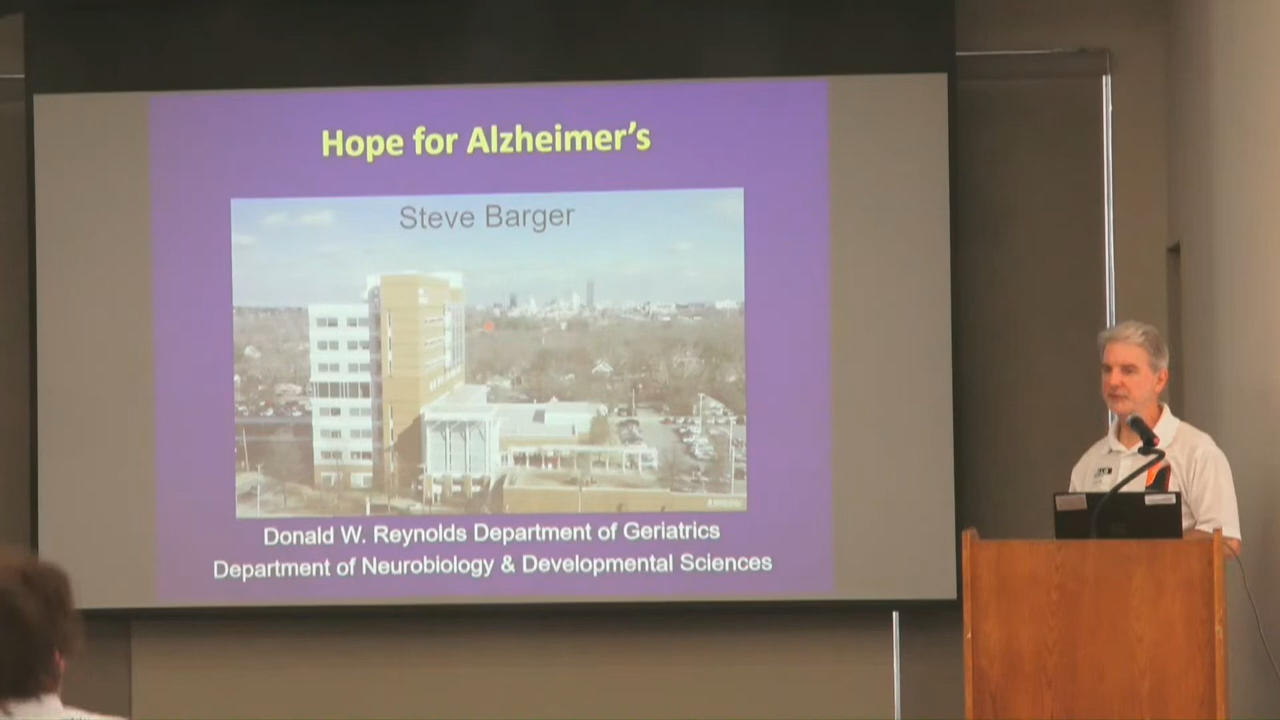 Hope for Alzheimer's
Steve Barger
Donald W. Reynolds Department of Geriatrics
Department of Neurobiology & Developmental Sciences